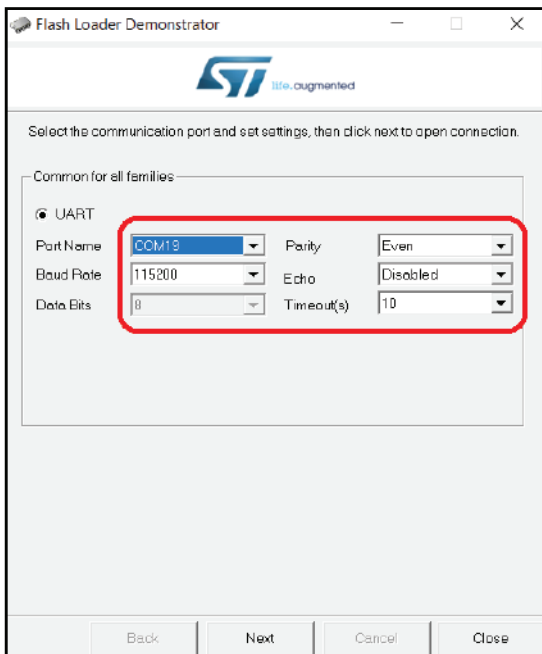 Flash Loader Demonstrator
ST
life.augmented
Select the communication port and set settings, then click next to open connection.
Common for all families
UART
Port Name COM19 Parity Even
Baud Rate 115200 Echo Disabled
Data Bits 8 Timeout(s) 10
Back Next Cancel Close